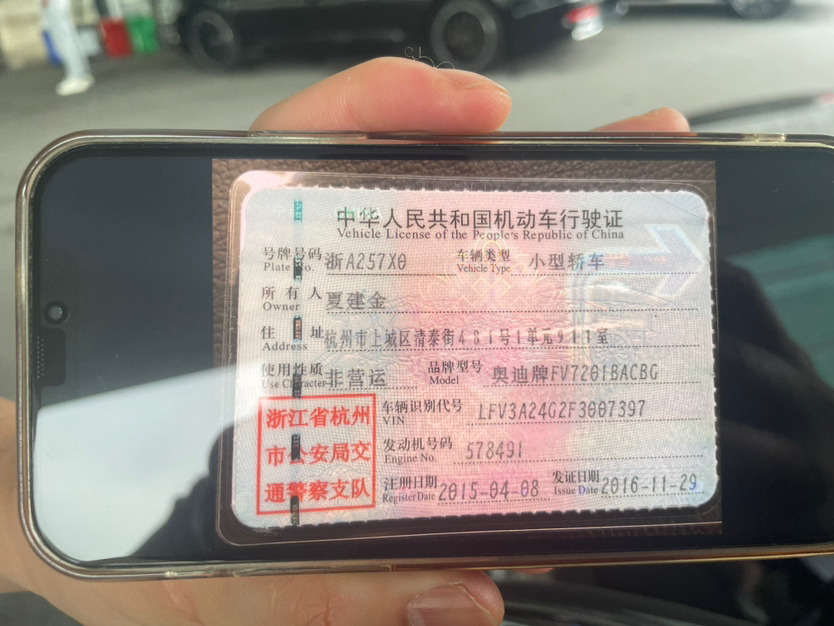 中华人民共和国机动车行驶证
Vehicle License of the People's Republic of China
号牌号码 浙A257X0 车辆类型 小型轿车
Plate No. Vehicle Type
所有人 夏建金
Owner
住址 杭州市上城区清泰街481号1单元911室
Address
使用性质 非营运 品牌型号 奥迪牌FV7201BACBG
Use Character Model
浙江省杭州
市公安局交
通警察支队
车辆识别代号 LFV3A24G2F3007397
VIN
发动机号码 578491
Engine No.
注册日期 2015-04-08 发证日期 2016-11-29
Register Date Issue Date